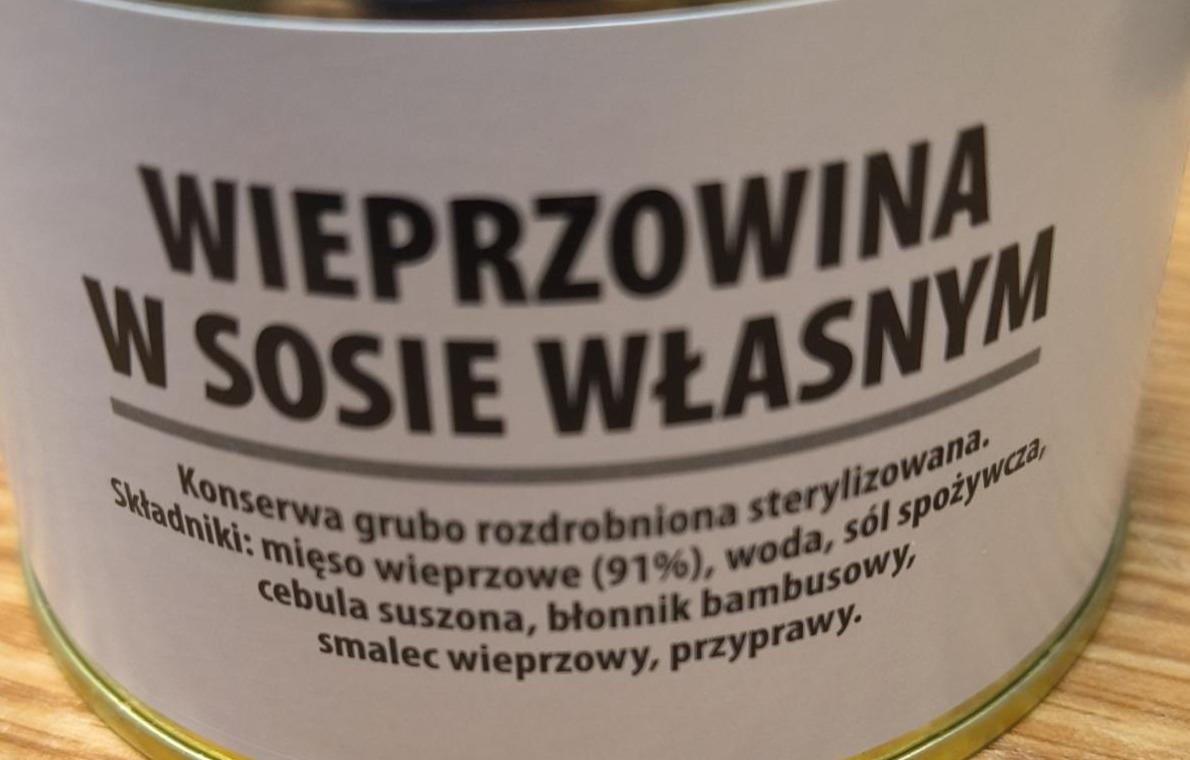 WIEPRZOWINA
W SOSIE WŁASNYM
Konserwa grubo rozdrobniona sterylizowana.
Składniki: mięso wieprzowe (91%), woda, sól spożywcza,
cebula suszona, błonnik bambusowy,
smalec wieprzowy, przyprawy.